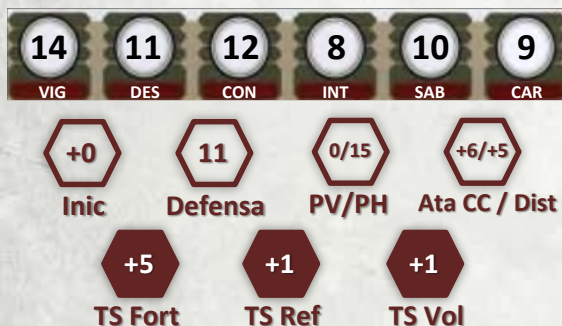 14 11 12 8 10 9
VIG DES CON INT SAB CAR
+0 11 0/15 +6/+5
Inic Defensa PV/PH Ata CC / Dist
+5 +1 +1
TS Fort TS Ref TS Vol